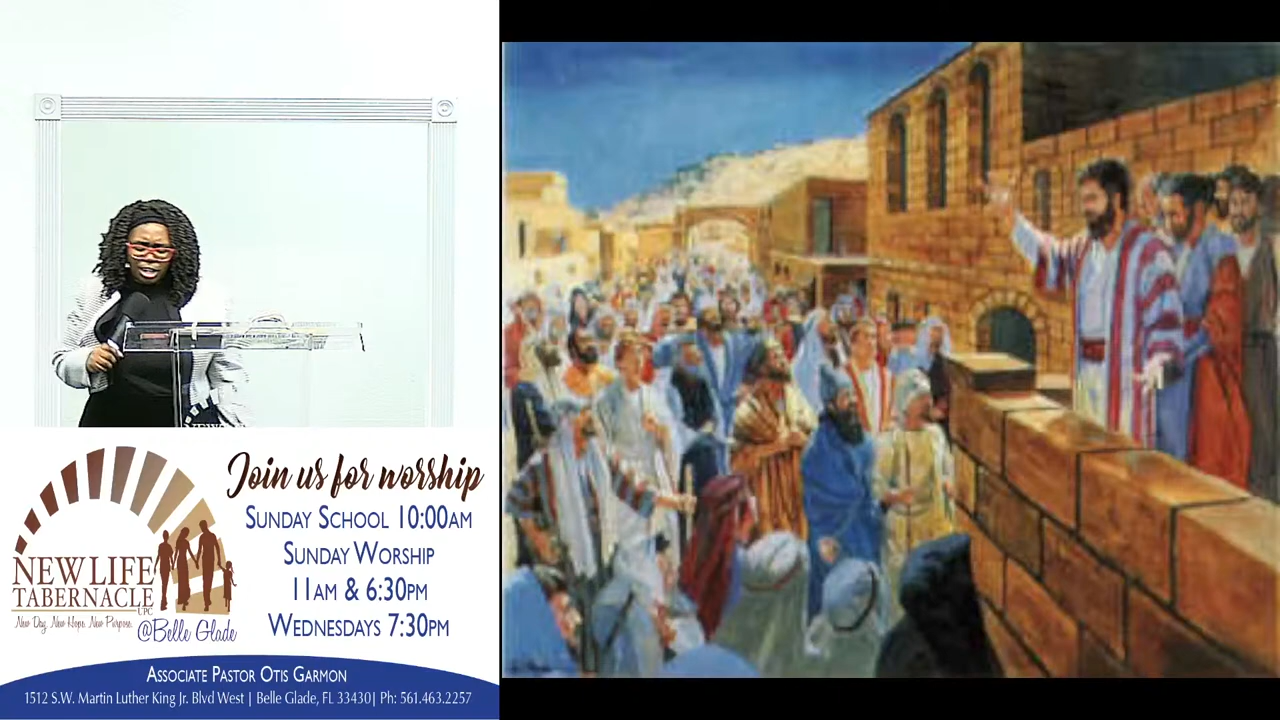 Join us for worship
SUNDAY SCHOOL 10:00AM
SUNDAY WORSHIP
11AM & 6:30PM
WEDNESDAYS 7:30PM
NEW LIFE
TABERNACLE
UPC
New Day. New Hope. New Purpose.
@Belle Glade
ASSOCIATE PASTOR OTIS GARMON
1512 S.W. Martin Luther King Jr. Blvd West | Belle Glade, FL 33430| Ph: 561.463.2257